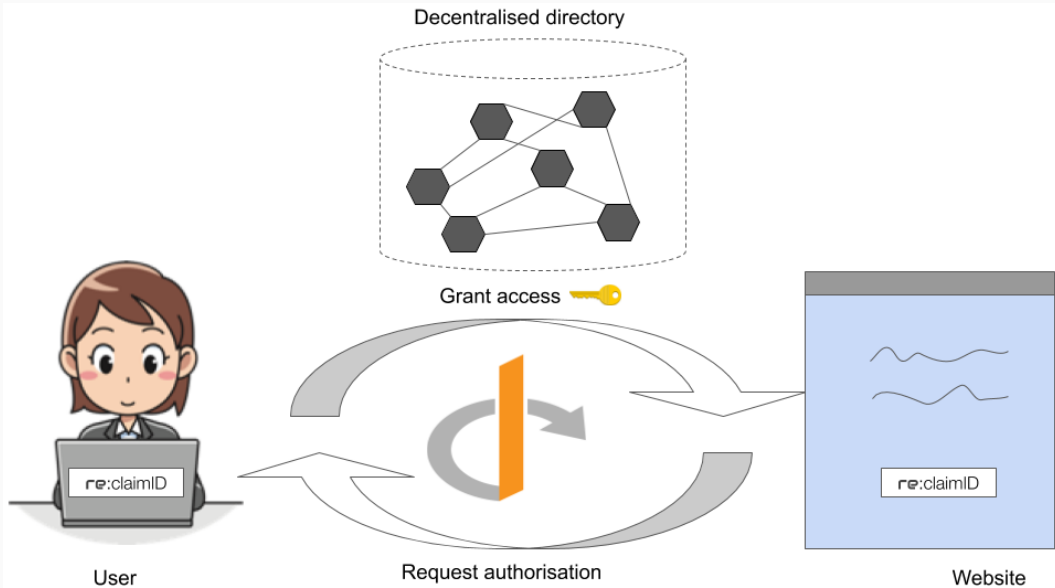 Decentralised directory
Grant access
re:claimID
re:claimID
User
Request authorisation
Website